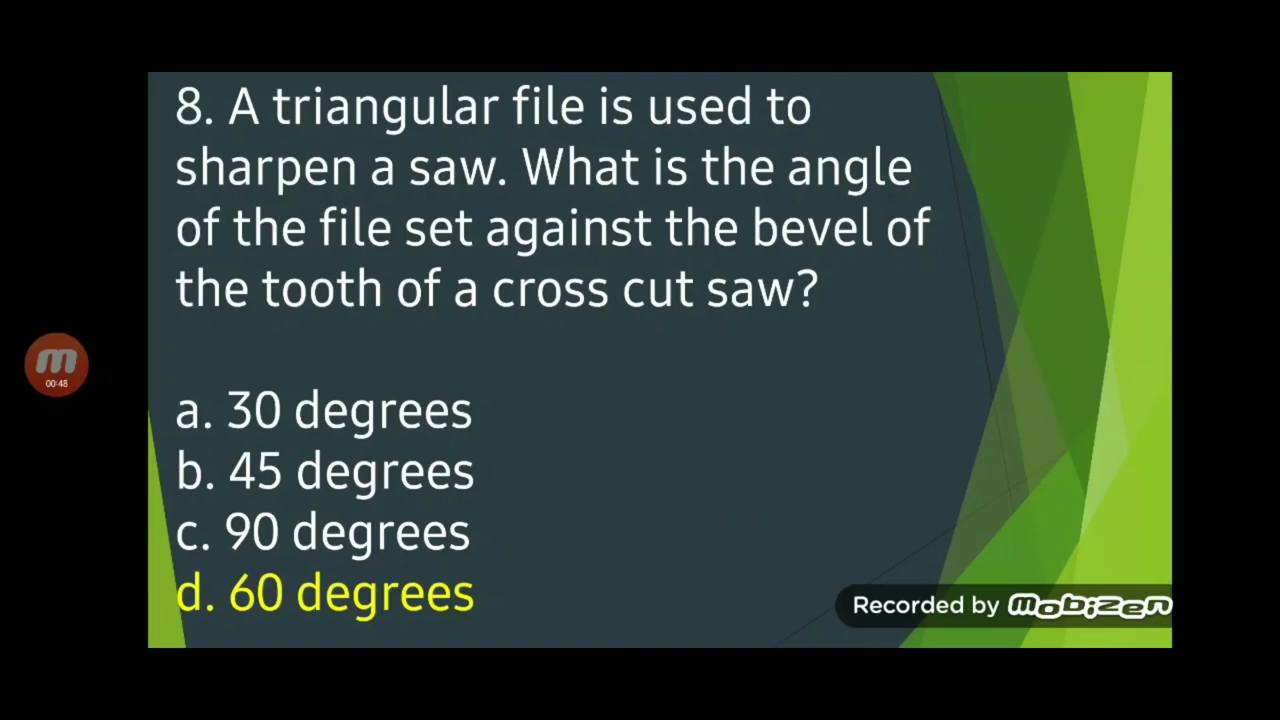 8. A triangular file is used to
sharpen a saw. What is the angle
of the file set against the bevel of
the tooth of a cross cut saw?
a. 30 degrees
b. 45 degrees
c. 90 degrees
d. 60 degrees
m
00:48
Recorded by mobizen